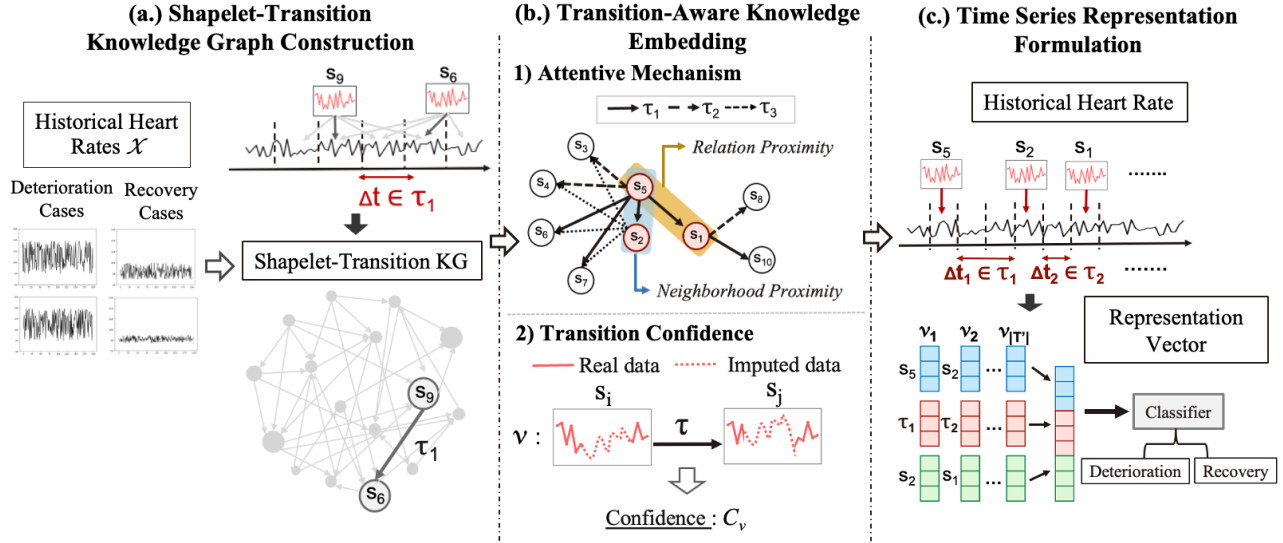 (a.) Shapelet-Transition
Knowledge Graph Construction
S9
S6
Historical Heart
Rates 𝒳
Δt ∈ τ1
Deterioration
Cases
Recovery
Cases
Shapelet-Transition KG
S9
τ1
S6
(b.) Transition-Aware Knowledge
Embedding
1) Attentive Mechanism
τ1 τ2 τ3
Relation Proximity
S3
S4
S5
S8
S6
S2
S1
S10
S7
Neighborhood Proximity
2) Transition Confidence
Real data Imputed data
Si
Sj
ν : τ
Confidence : Cν
(c.) Time Series Representation
Formulation
Historical Heart Rate
S5 S2 S1 .......
Δt1 ∈ τ1 Δt2 ∈ τ2 .......
Representation
Vector
ν1 ν2 ν|T'|
S5 S2 ...
τ1 τ2 ...
S2 S1 ...
Classifier
Deterioration
Recovery